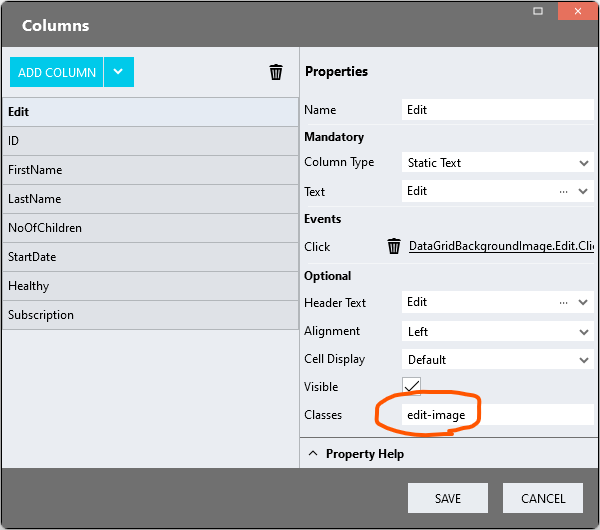 Columns
ADD COLUMN
Edit
ID
FirstName
LastName
NoOfChildren
StartDate
Healthy
Subscription
Properties
Name Edit
Mandatory
Column Type Static Text
Text Edit ...
Events
Click DataGridBackgroundImage.Edit.Cli
Optional
Header Text Edit ...
Alignment Left
Cell Display Default
Visible
Classes edit-image
Property Help
SAVE CANCEL